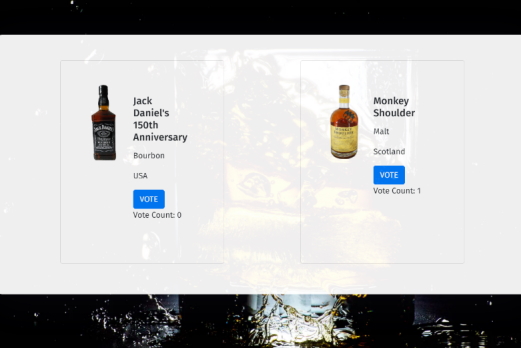 Jack
Daniel's
150th
Anniversary
Bourbon
USA
VOTE
Vote Count: 0
Monkey
Shoulder
Malt
Scotland
VOTE
Vote Count: 1